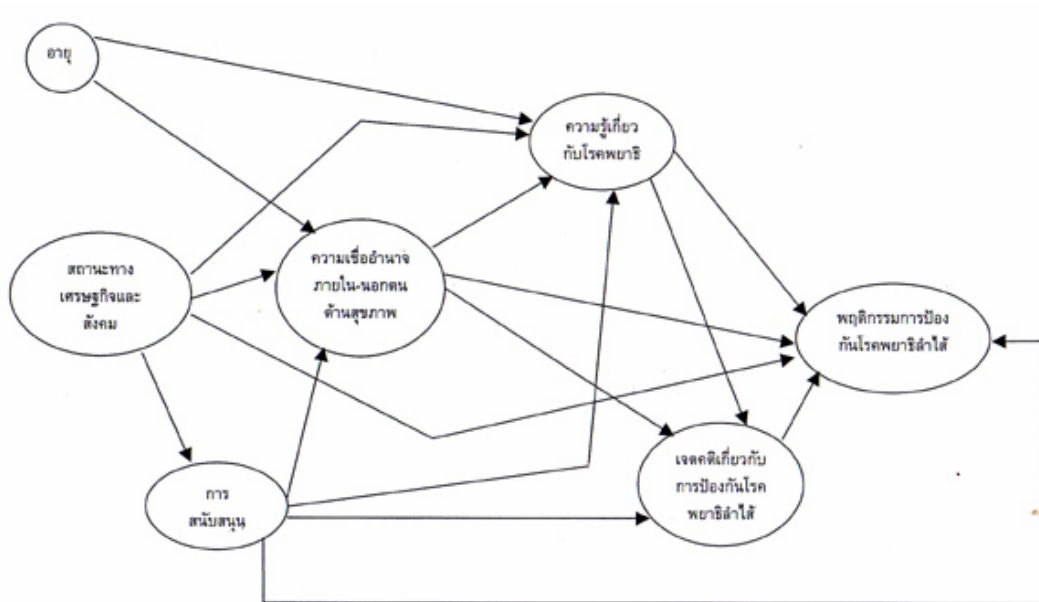 อายุ
ความรู้เกี่ยว
กับโรคพยาธิ
สถานะทาง
เศรษฐกิจและ
สังคม
ความเชื่ออำนาจ
ภายใน-นอกตน
ด้านสุขภาพ
พฤติกรรมการป้อง
กันโรคพยาธิลำไส้
การ
สนับสนุน
เจตคติเกี่ยวกับ
การป้องกันโรค
พยาธิลำไส้